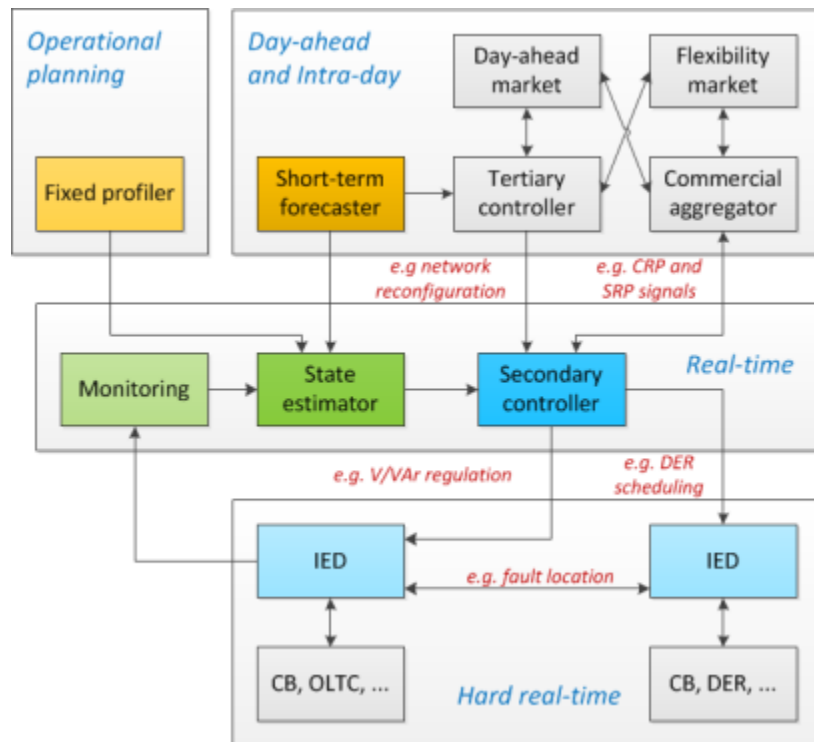 Operational
planning
Day-ahead
and Intra-day
Day-ahead
market
Flexibility
market
Fixed profiler
Short-term
forecaster
Tertiary
controller
Commercial
aggregator
e.g network
reconfiguration
e.g. CRP and
SRP signals
Monitoring
State
estimator
Secondary
controller
Real-time
e.g. V/VAr regulation
e.g. DER
scheduling
IED
e.g. fault location
IED
CB, OLTC, ...
Hard real-time
CB, DER, ...